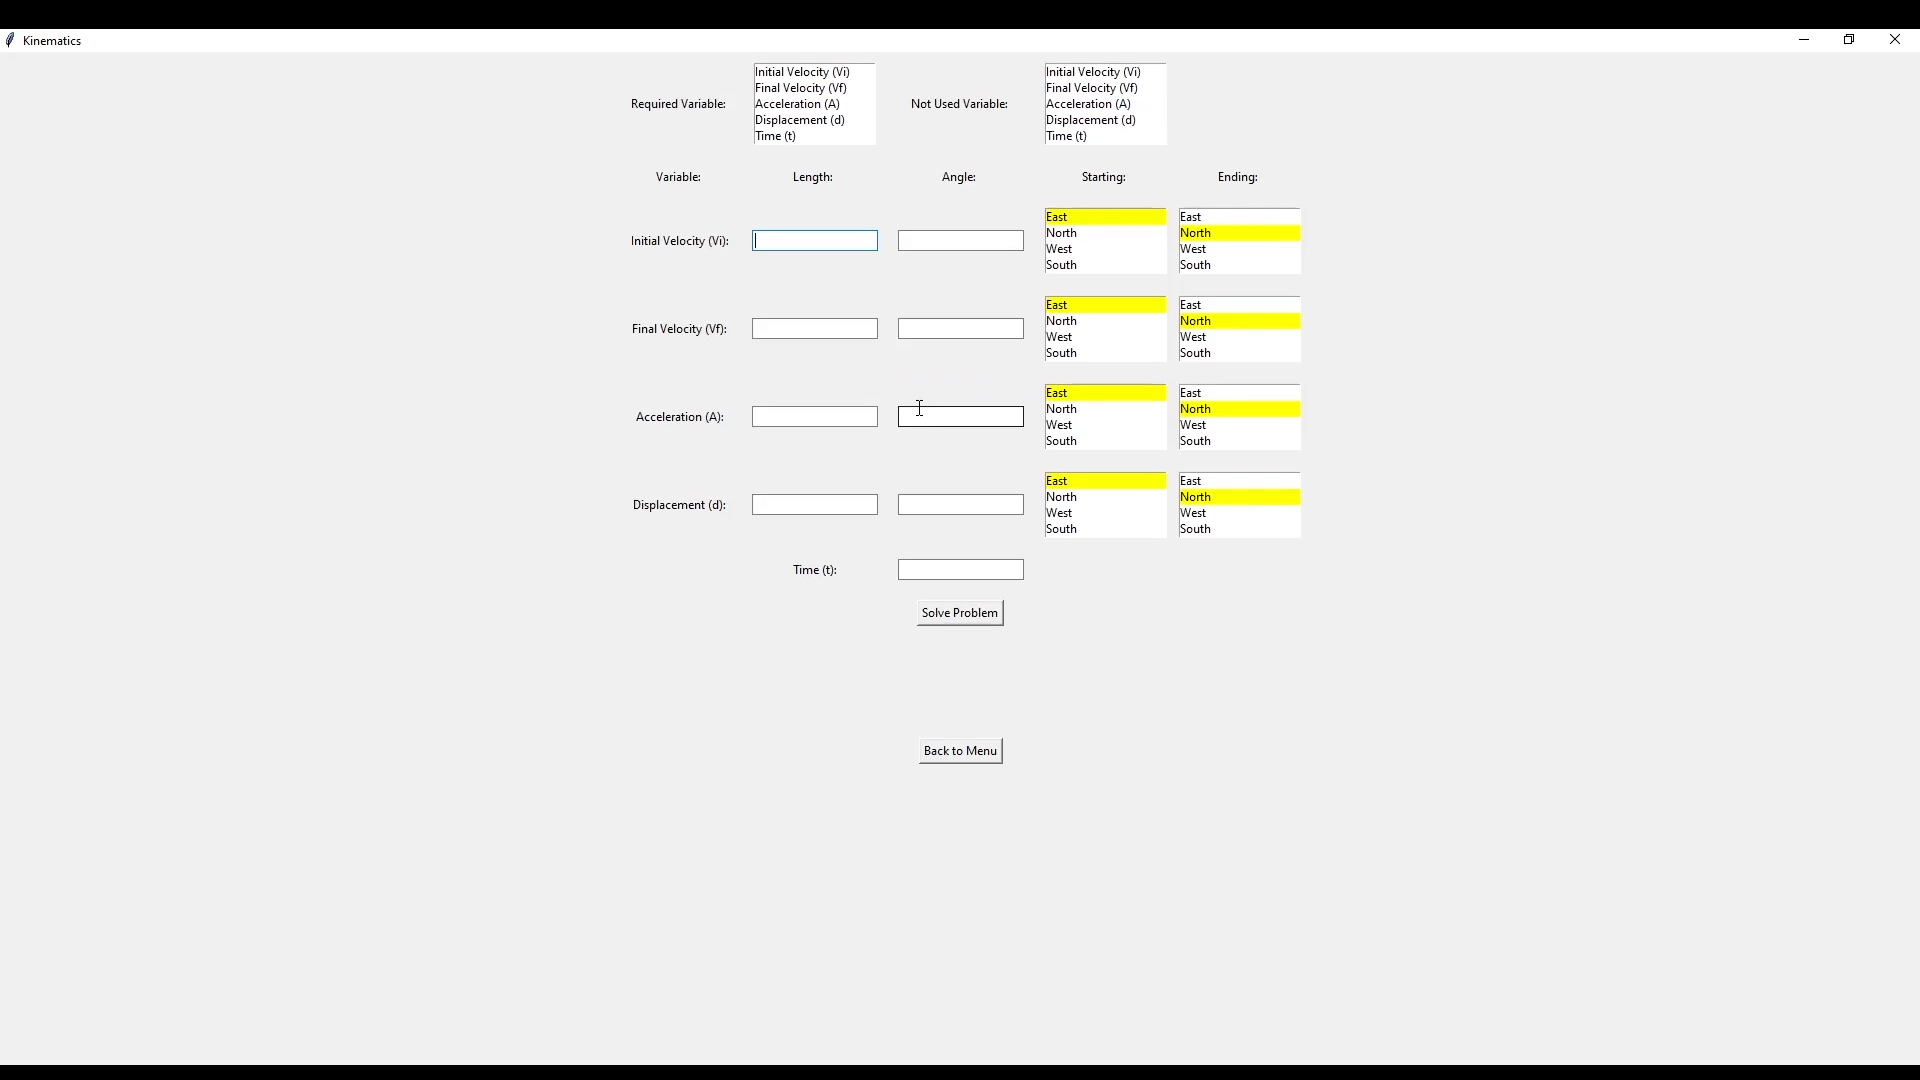 Kinematics
Required Variable:
Initial Velocity (Vi)
Final Velocity (Vf)
Acceleration (A)
Displacement (d)
Time (t)
Not Used Variable:
Initial Velocity (Vi)
Final Velocity (Vf)
Acceleration (A)
Displacement (d)
Time (t)
Variable: Length: Angle: Starting: Ending:
Initial Velocity (Vi):
East
North
West
South
East
North
West
South
Final Velocity (Vf):
East
North
West
South
East
North
West
South
Acceleration (A):
East
North
West
South
East
North
West
South
Displacement (d):
East
North
West
South
East
North
West
South
Time (t):
Solve Problem
Back to Menu